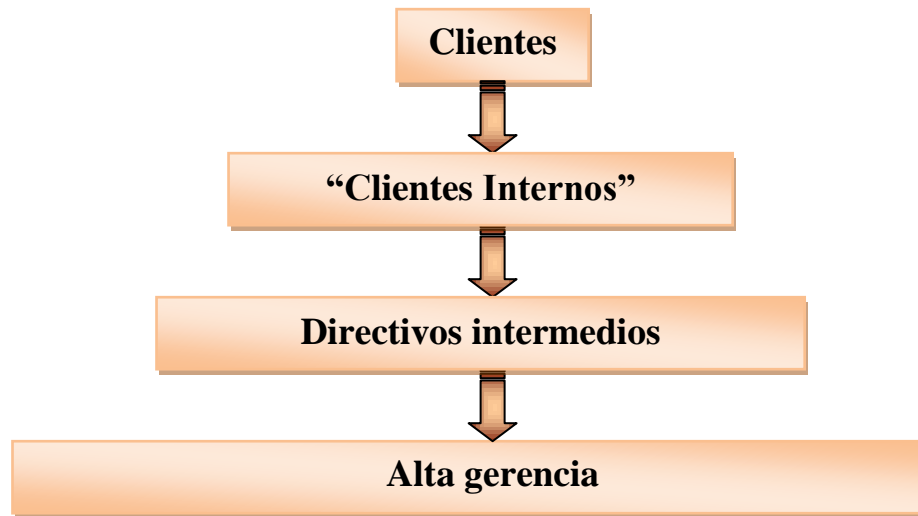 Clientes
“Clientes Internos”
Directivos intermedios
Alta gerencia